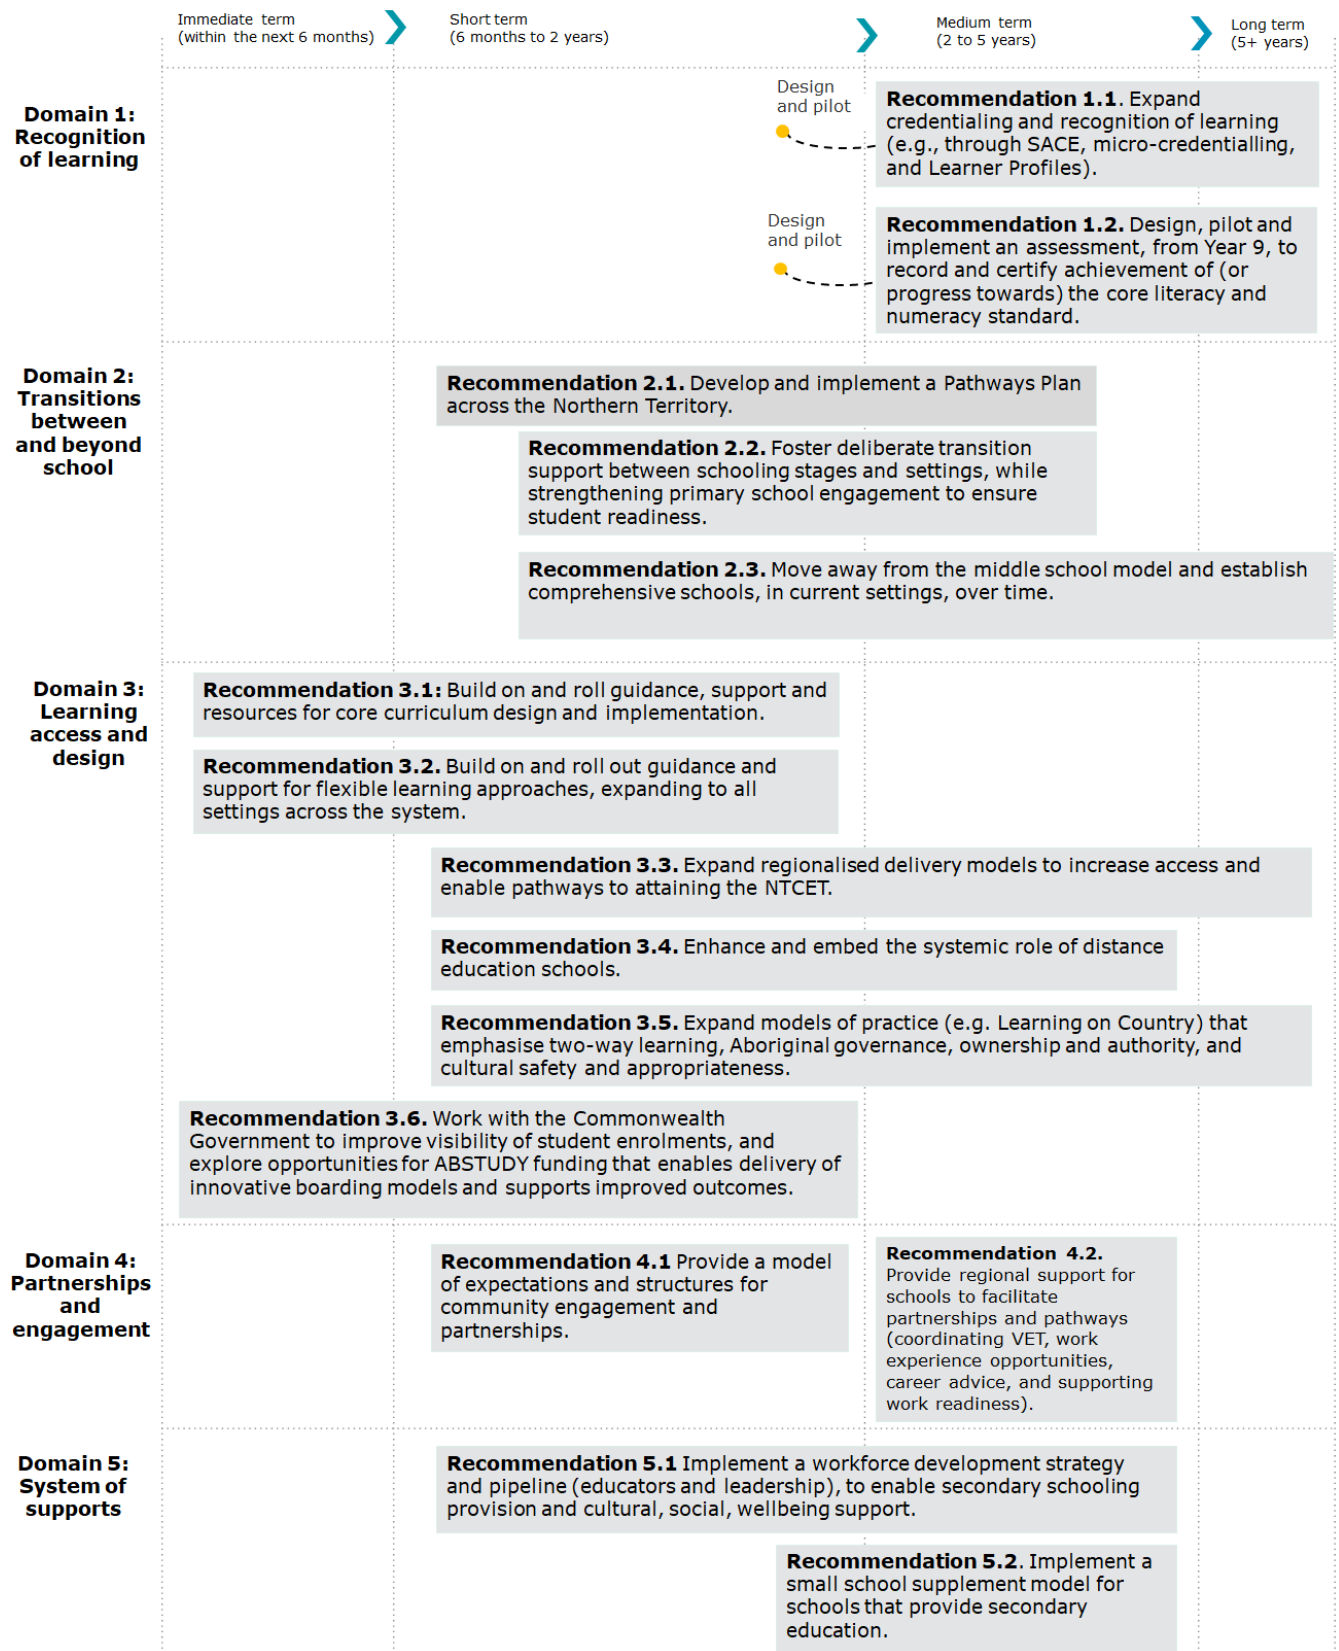 Immediate term
(within the next 6 months)
Short term
(6 months to 2 years)
Medium term
(2 to 5 years)
Long term
(5+ years)
Domain 1:
Recognition
of learning
Design
and pilot
Recommendation 1.1. Expand
credentialing and recognition of learning
(e.g., through SACE, micro-credentialling,
and Learner Profiles).
Design
and pilot
Recommendation 1.2. Design, pilot and
implement an assessment, from Year 9, to
record and certify achievement of (or
progress towards) the core literacy and
numeracy standard.
Domain 2:
Transitions
between
and beyond
school
Recommendation 2.1. Develop and implement a Pathways Plan
across the Northern Territory.
Recommendation 2.2. Foster deliberate transition
support between schooling stages and settings, while
strengthening primary school engagement to ensure
student readiness.
Recommendation 2.3. Move away from the middle school model and establish
comprehensive schools, in current settings, over time.
Domain 3:
Learning
access and
design
Recommendation 3.1: Build on and roll guidance, support and
resources for core curriculum design and implementation.
Recommendation 3.2. Build on and roll out guidance and
support for flexible learning approaches, expanding to all
settings across the system.
Recommendation 3.3. Expand regionalised delivery models to increase access and
enable pathways to attaining the NTCET.
Recommendation 3.4. Enhance and embed the systemic role of distance
education schools.
Recommendation 3.5. Expand models of practice (e.g. Learning on Country) that
emphasise two-way learning, Aboriginal governance, ownership and authority, and
cultural safety and appropriateness.
Recommendation 3.6. Work with the Commonwealth
Government to improve visibility of student enrolments, and
explore opportunities for ABSTUDY funding that enables delivery of
innovative boarding models and supports improved outcomes.
Domain 4:
Partnerships
and
engagement
Recommendation 4.1 Provide a model
of expectations and structures for
community engagement and
partnerships.
Recommendation 4.2.
Provide regional support for
schools to facilitate
partnerships and pathways
(coordinating VET, work
experience opportunities,
career advice, and supporting
work readiness).
Domain 5:
System of
supports
Recommendation 5.1 Implement a workforce development strategy
and pipeline (educators and leadership), to enable secondary schooling
provision and cultural, social, wellbeing support.
Recommendation 5.2. Implement a
small school supplement model for
schools that provide secondary
education.